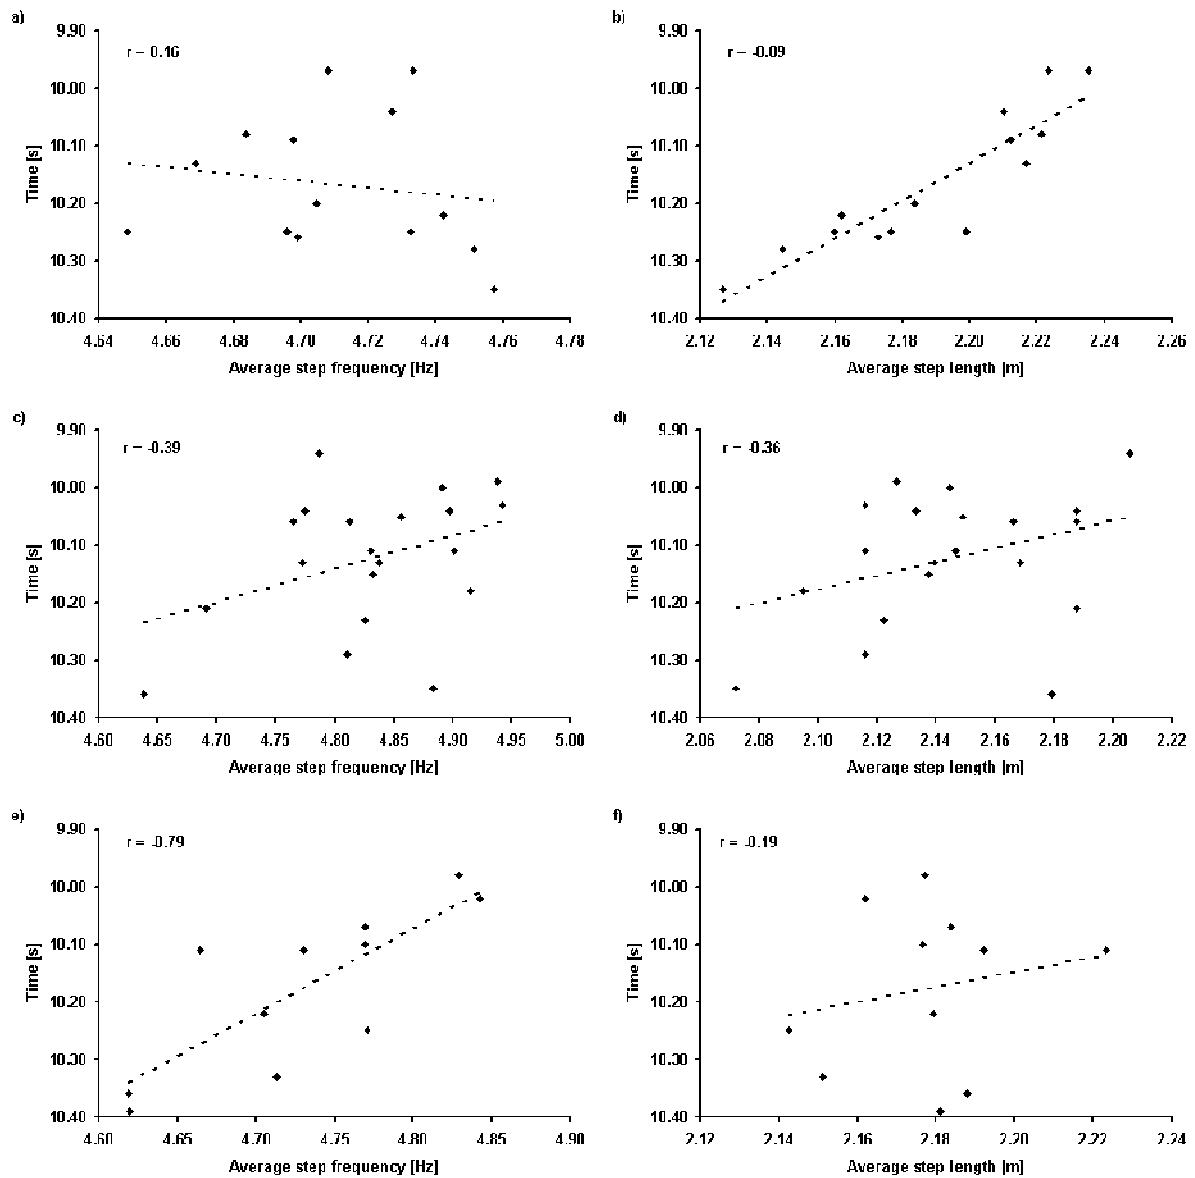 a)
r = 0.16
Time [s]
9.90
10.00
10.10
10.20
10.30
10.40
4.64 4.66 4.68 4.70 4.72 4.74 4.76 4.78
Average step frequency [Hz]
b)
r = -0.09
Time [s]
9.90
10.00
10.10
10.20
10.30
10.40
2.12 2.14 2.16 2.18 2.20 2.22 2.24 2.26
Average step length [m]
c)
r = -0.39
Time [s]
9.90
10.00
10.10
10.20
10.30
10.40
4.60 4.65 4.70 4.75 4.80 4.85 4.90 4.95 5.00
Average step frequency [Hz]
d)
r = -0.36
Time [s]
9.90
10.00
10.10
10.20
10.30
10.40
2.06 2.08 2.10 2.12 2.14 2.16 2.18 2.20 2.22
Average step length [m]
e)
r = -0.79
Time [s]
9.90
10.00
10.10
10.20
10.30
10.40
4.60 4.65 4.70 4.75 4.80 4.85 4.90
Average step frequency [Hz]
f)
r = -0.19
Time [s]
9.90
10.00
10.10
10.20
10.30
10.40
2.12 2.14 2.16 2.18 2.20 2.22 2.24
Average step length [m]